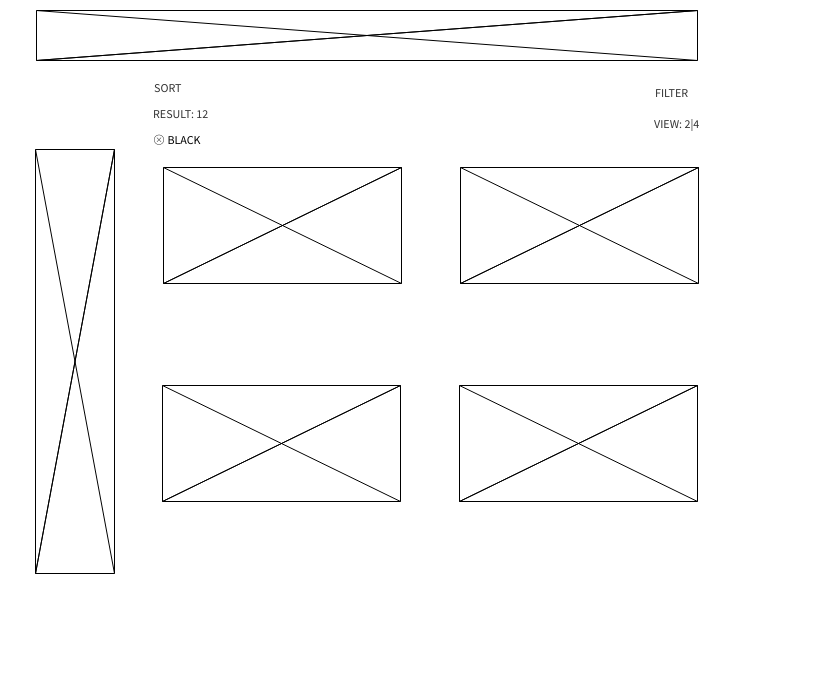 SORT
FILTER
RESULT: 12
VIEW: 2|4
BLACK